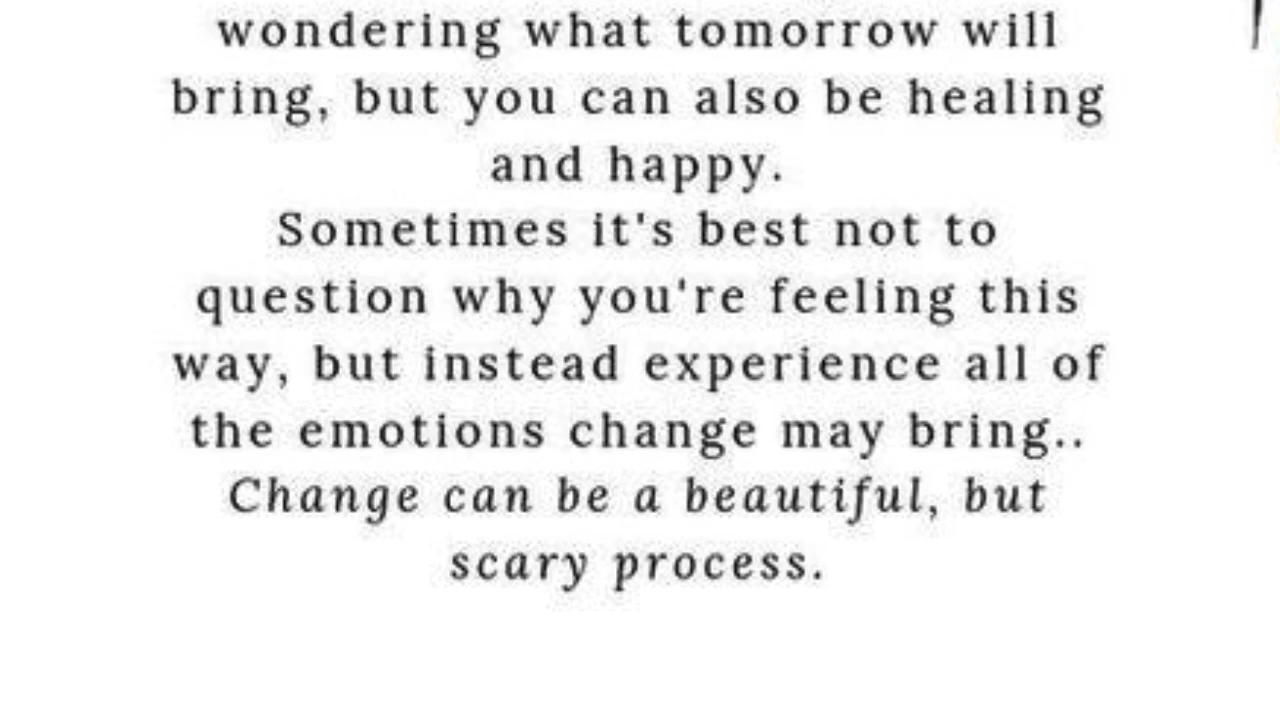 wondering what tomorrow will
bring, but you can also be healing
and happy.
Sometimes it's best not to
question why you're feeling this
way, but instead experience all of
the emotions change may bring..
Change can be a beautiful, but
scary process.